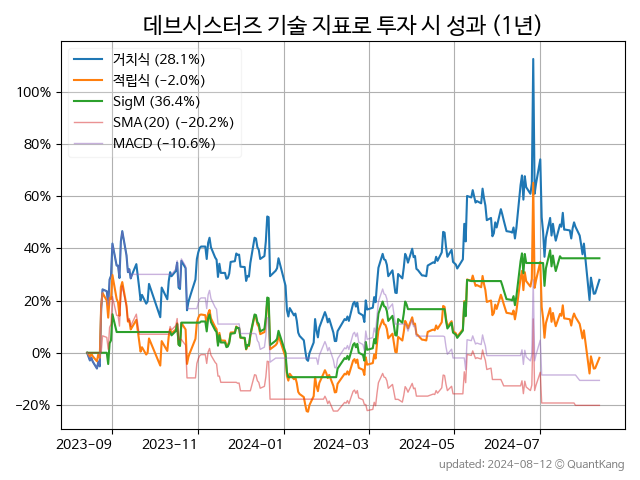 데브시스터즈 기술 지표로 투자 시 성과 (1년)
거치식 (28.1%)
적립식 (−2.0%)
SigM (36.4%)
SMA(20) (−20.2%)
MACD (−10.6%)
100%
80%
60%
40%
20%
0%
−20%
2023-09 2023-11 2024-01 2024-03 2024-05 2024-07
updated: 2024-08-12 © QuantKang